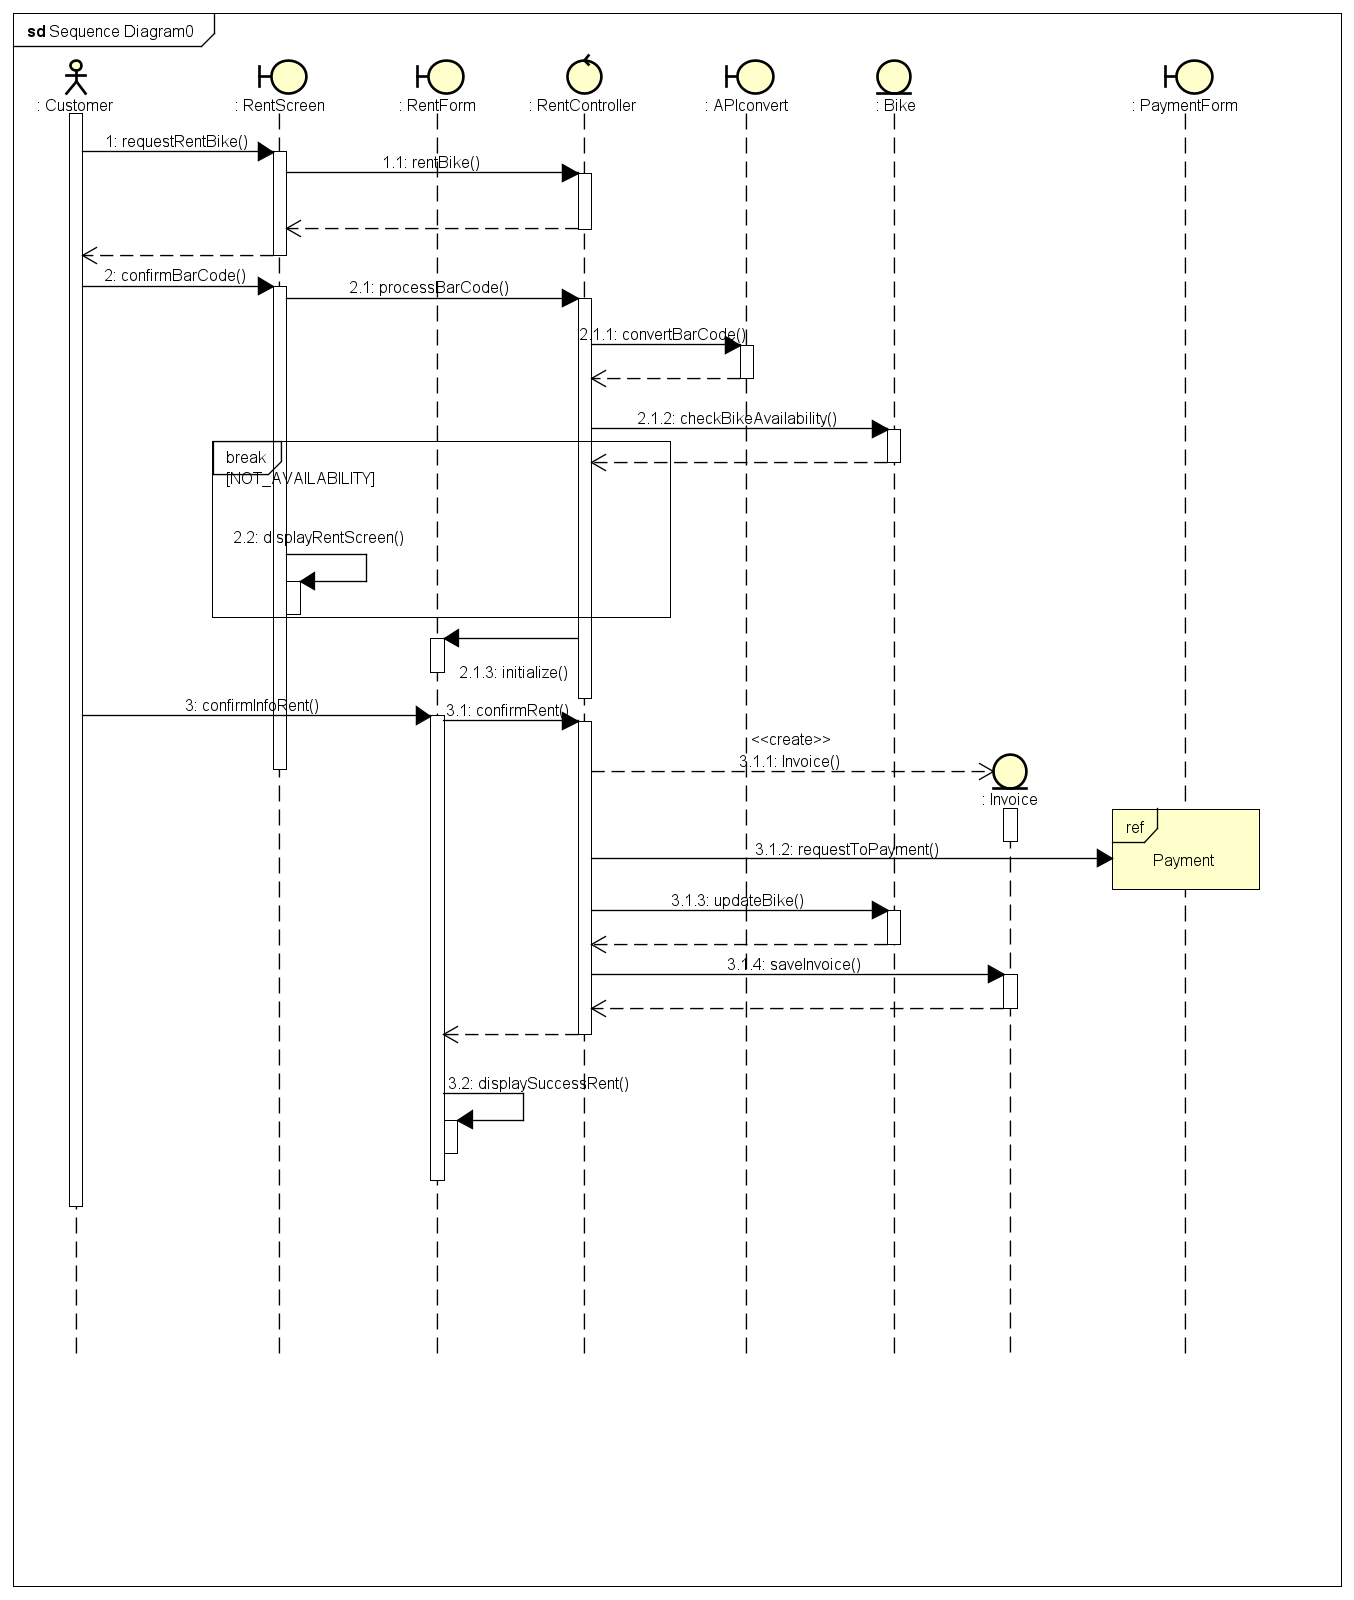 sd Sequence Diagram0
: Customer
: RentScreen
: RentForm
: RentController
: APIconvert
: Bike
: PaymentForm
1: requestRentBike()
1.1: rentBike()
2: confirmBarCode()
2.1: processBarCode()
2.1.1: convertBarCode()
2.1.2: checkBikeAvailability()
break
[NOT_AVAILABILITY]
2.2: displayRentScreen()
2.1.3: initialize()
3: confirmInfoRent()
3.1: confirmRent()
<<create>>
3.1.1: Invoice()
: Invoice
ref
Payment
3.1.2: requestToPayment()
3.1.3: updateBike()
3.1.4: saveInvoice()
3.2: displaySuccessRent()